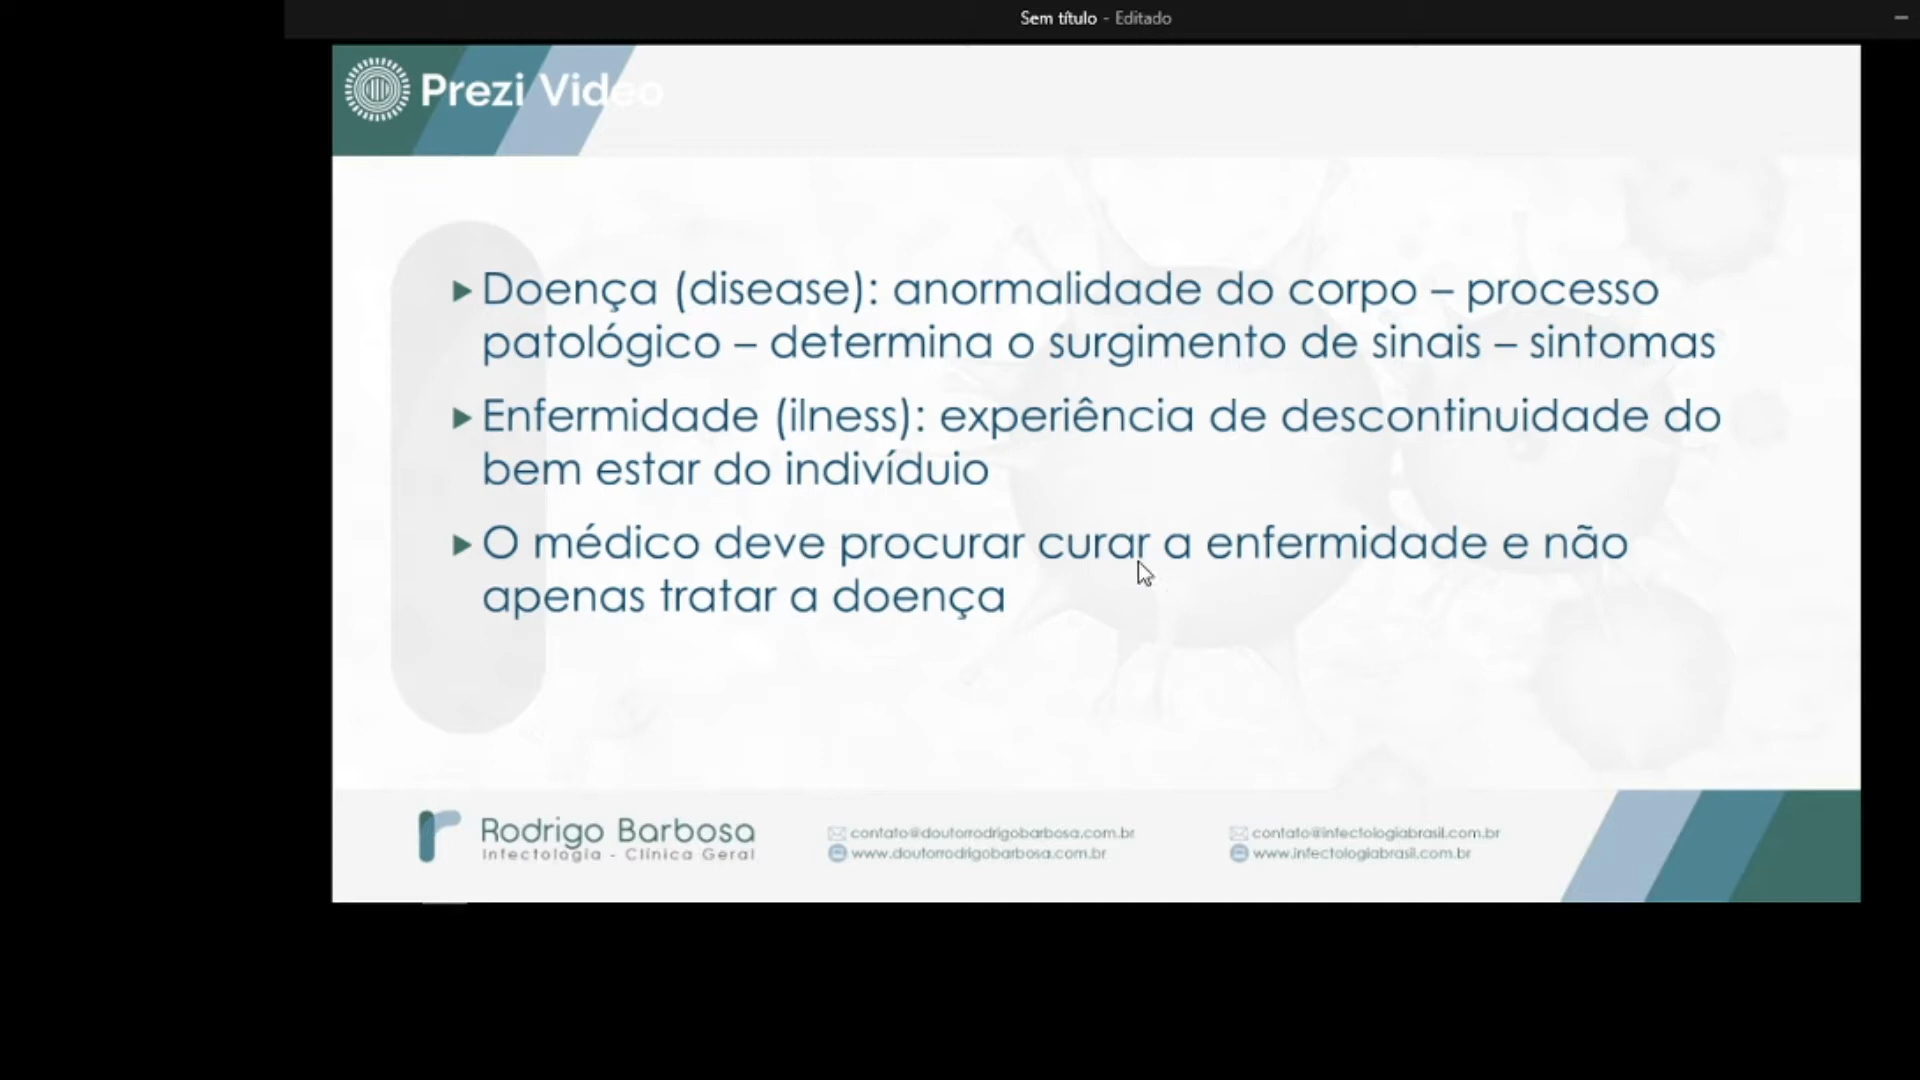 Sem título - Editado
Prezi Video
Doença (disease): anormalidade do corpo – processo
patológico – determina o surgimento de sinais – sintomas
Enfermidade (ilness): experiência de descontinuidade do
bem estar do indivíduio
O médico deve procurar curar a enfermidade e não
apenas tratar a doença
Rodrigo Barbosa
Infectologia - Clínica Geral
contato@doutorrodrigobarbosa.com.br
www.doutorrodrigobarbosa.com.br
contato@infectologiabrasil.com.br
www.infectologiabrasil.com.br